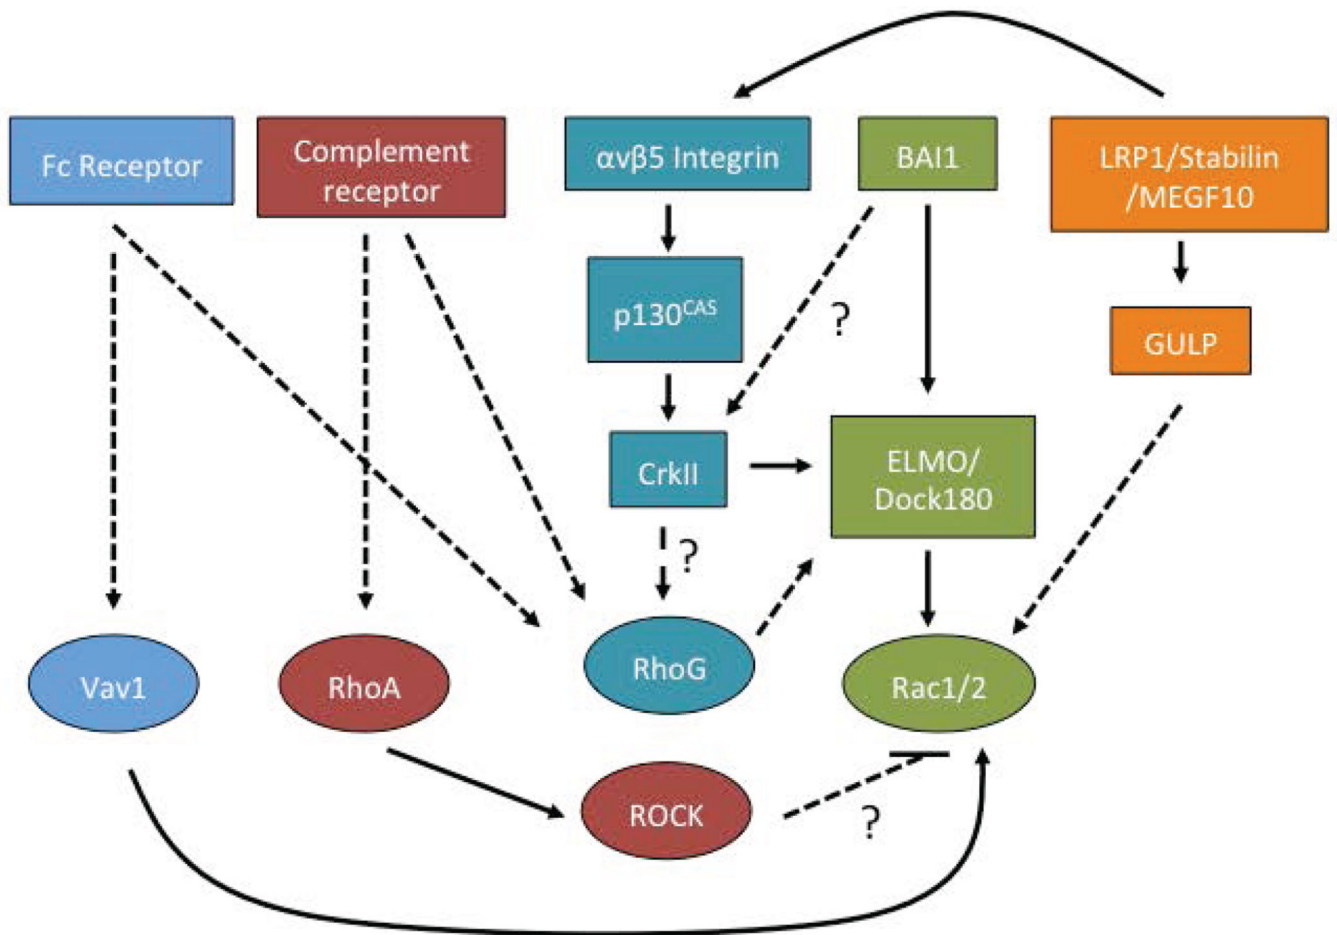 Fc Receptor
Complement
receptor
αvβ5 Integrin
BAI1
LRP1/Stabilin
/MEGF10
p130ᶜᴬˢ
?
GULP
CrkII
ELMO/
Dock180
?
Vav1
RhoA
RhoG
Rac1/2
ROCK
?